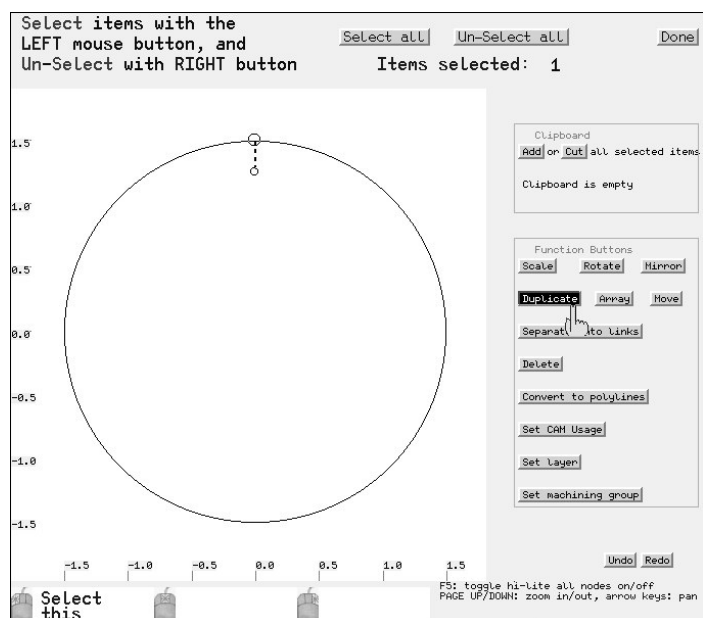 Select items with the
LEFT mouse button, and
Un-Select with RIGHT button
Select all
Un-Select all
Done
Items selected: 1
Clipboard
Add or Cut all selected items
Clipboard is empty
Function Buttons
Scale Rotate Mirror
Duplicate Array Move
Separate into links
Delete
Convert to polylines
Set CAM Usage
Set layer
Set machining group
Undo Redo
1.5
1.0
0.5
0.0
-0.5
-1.0
-1.5
-1.5 -1.0 -0.5 0.0 0.5 1.0 1.5
F5: toggle hi-lite all nodes on/off
PAGE UP/DOWN: zoom in/out, arrow keys: pan
Select
this